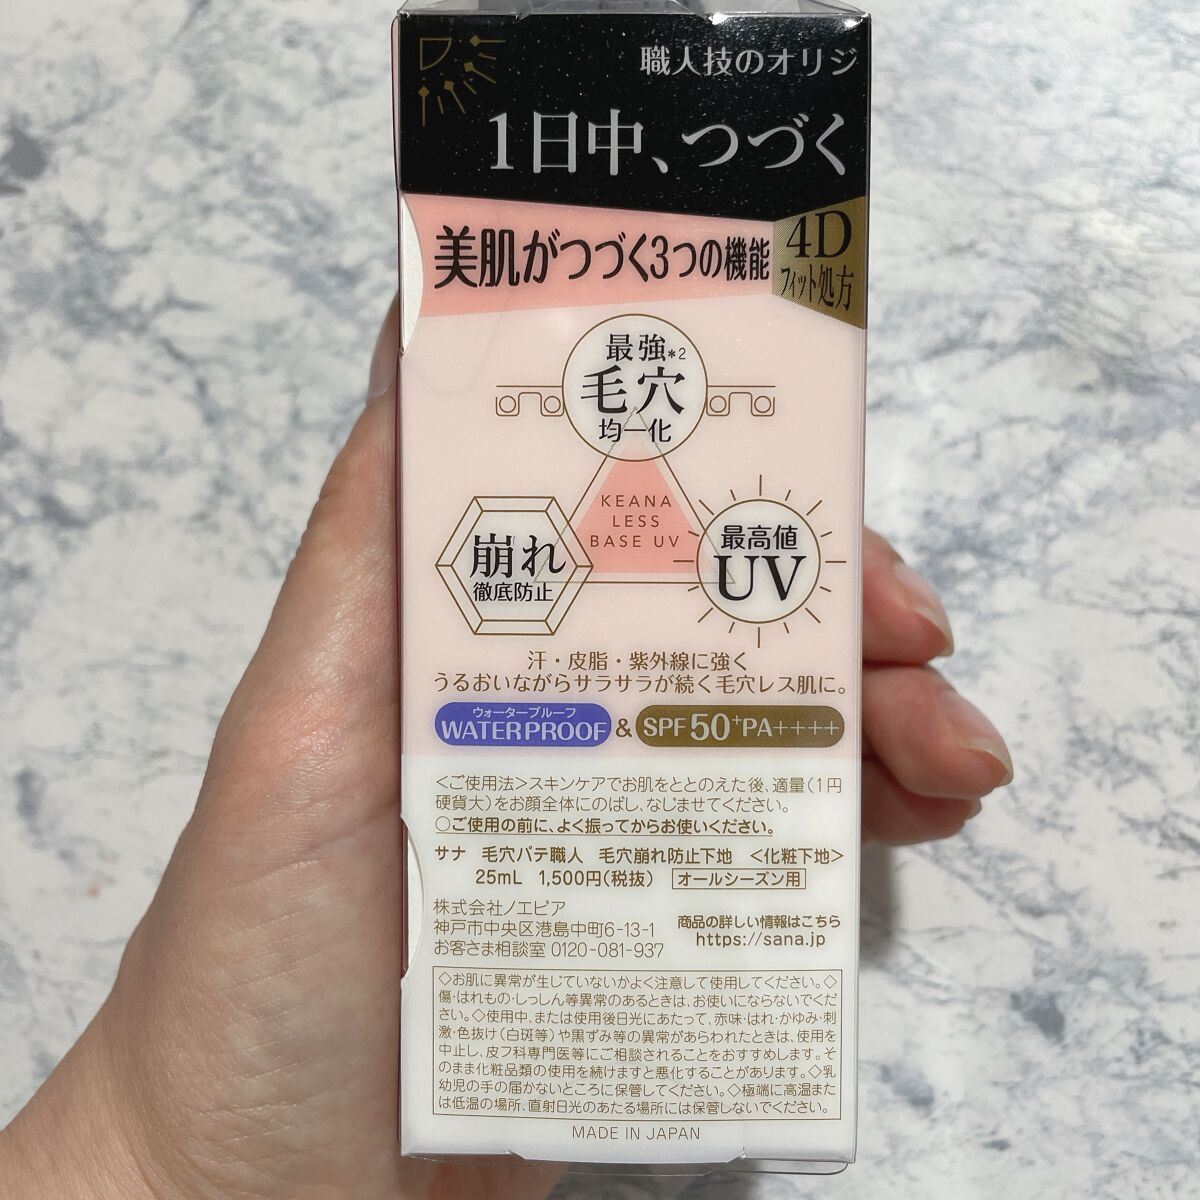 職人技のオリジ
1日中、つづく
美肌がつづく3つの機能
4D
フィット処方
最強*2
毛穴
均一化
KEANA
LESS
BASE UV
崩れ
徹底防止
最高値
UV
汗・皮脂・紫外線に強く
うるおいながらサラサラが続く毛穴レス肌に。
ウォータープルーフ
WATERPROOF & SPF50+PA++++
<ご使用法>スキンケアでお肌をととのえた後、適量(1円
硬貨大)をお顔全体にのばし、なじませてください。
○ご使用の前に、よく振ってからお使いください。
サナ 毛穴パテ職人 毛穴崩れ防止下地 <化粧下地>
25mL 1,500円(税抜) オールシーズン用
株式会社ノエビア
神戸市中央区港島中町6-13-1
お客さま相談室 0120-081-937
商品の詳しい情報はこちら
https://sana.jp
◇お肌に異常が生じていないかよく注意して使用してください。◇
傷・はれもの・しっしん等異常のあるときは、お使いにならないでくだ
さい。◇使用中、または使用後日光にあたって、赤味・はれ・かゆみ・刺
激・色抜け(白斑等)や黒ずみ等の異常があらわれたときは、使用を
中止し、皮フ科専門医等にご相談されることをおすすめします。そ
のまま化粧品類の使用を続けますと悪化することがあります。◇乳
幼児の手の届かないところに保管してください。◇極端に高温また
は低温の場所、直射日光のあたる場所には保管しないでください。
MADE IN JAPAN